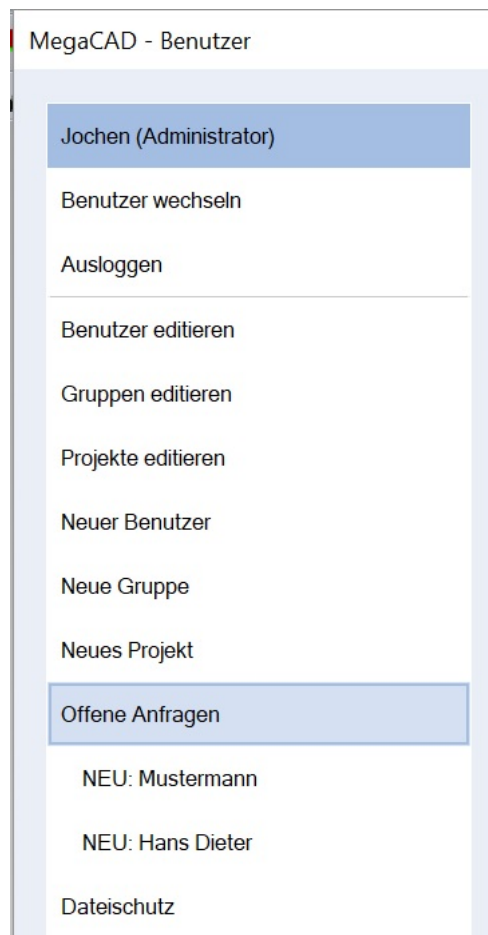 MegaCAD - Benutzer
Jochen (Administrator)
Benutzer wechseln
Ausloggen
Benutzer editieren
Gruppen editieren
Projekte editieren
Neuer Benutzer
Neue Gruppe
Neues Projekt
Offene Anfragen
NEU: Mustermann
NEU: Hans Dieter
Dateischutz